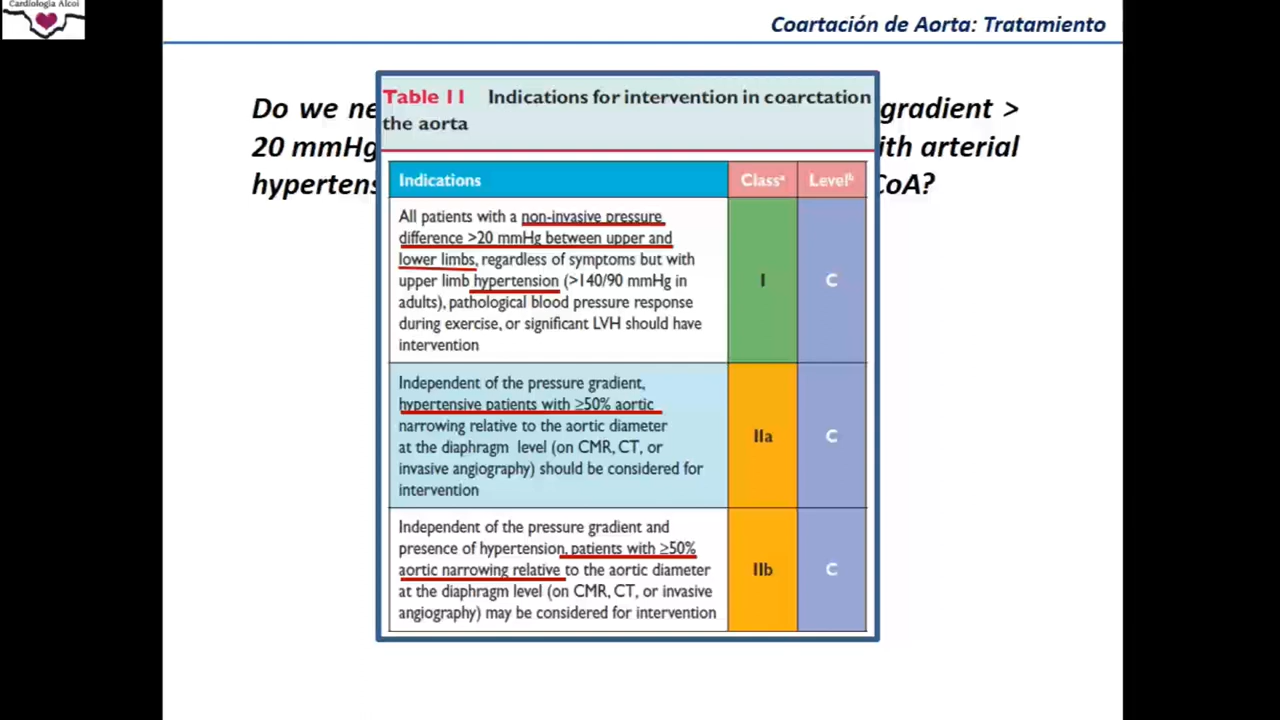 Cardiología Alcoi
Coartación de Aorta: Tratamiento
Do we ne gradient >
20 mmHg ith arterial
hypertens CoA?
Table 11 Indications for intervention in coarctation
the aorta
Indications Classᵃ Levelᵇ
All patients with a non-invasive pressure
difference >20 mmHg between upper and
lower limbs, regardless of symptoms but with
upper limb hypertension (>140/90 mmHg in
adults), pathological blood pressure response
during exercise, or significant LVH should have
intervention
I C
Independent of the pressure gradient,
hypertensive patients with ≥50% aortic
narrowing relative to the aortic diameter
at the diaphragm level (on CMR, CT, or
invasive angiography) should be considered for
intervention
IIa C
Independent of the pressure gradient and
presence of hypertension, patients with ≥50%
aortic narrowing relative to the aortic diameter
at the diaphragm level (on CMR, CT, or invasive
angiography) may be considered for intervention
IIb C